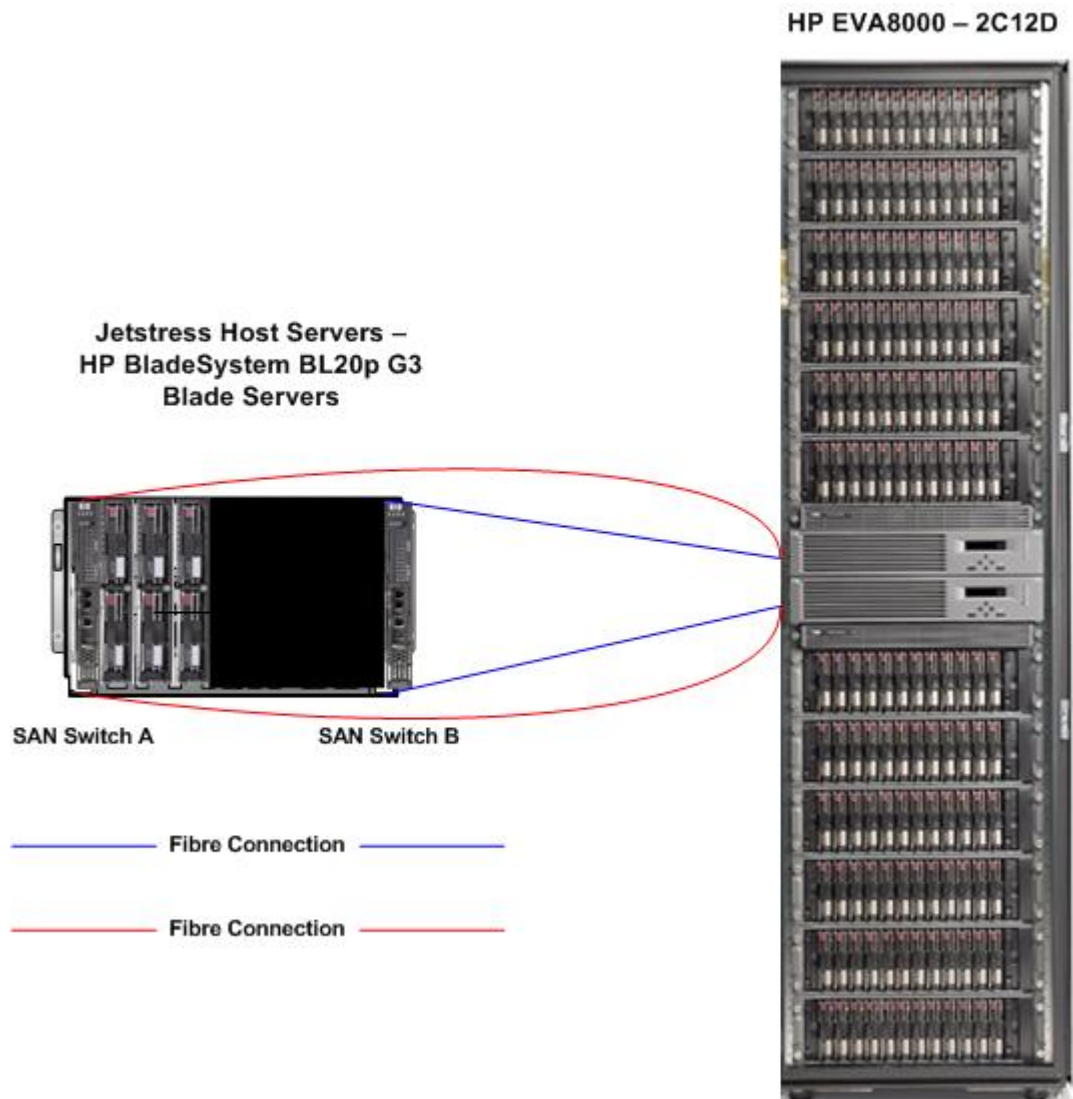 HP EVA8000 – 2C12D
Jetstress Host Servers –
HP BladeSystem BL20p G3
Blade Servers
SAN Switch A
SAN Switch B
Fibre Connection
Fibre Connection